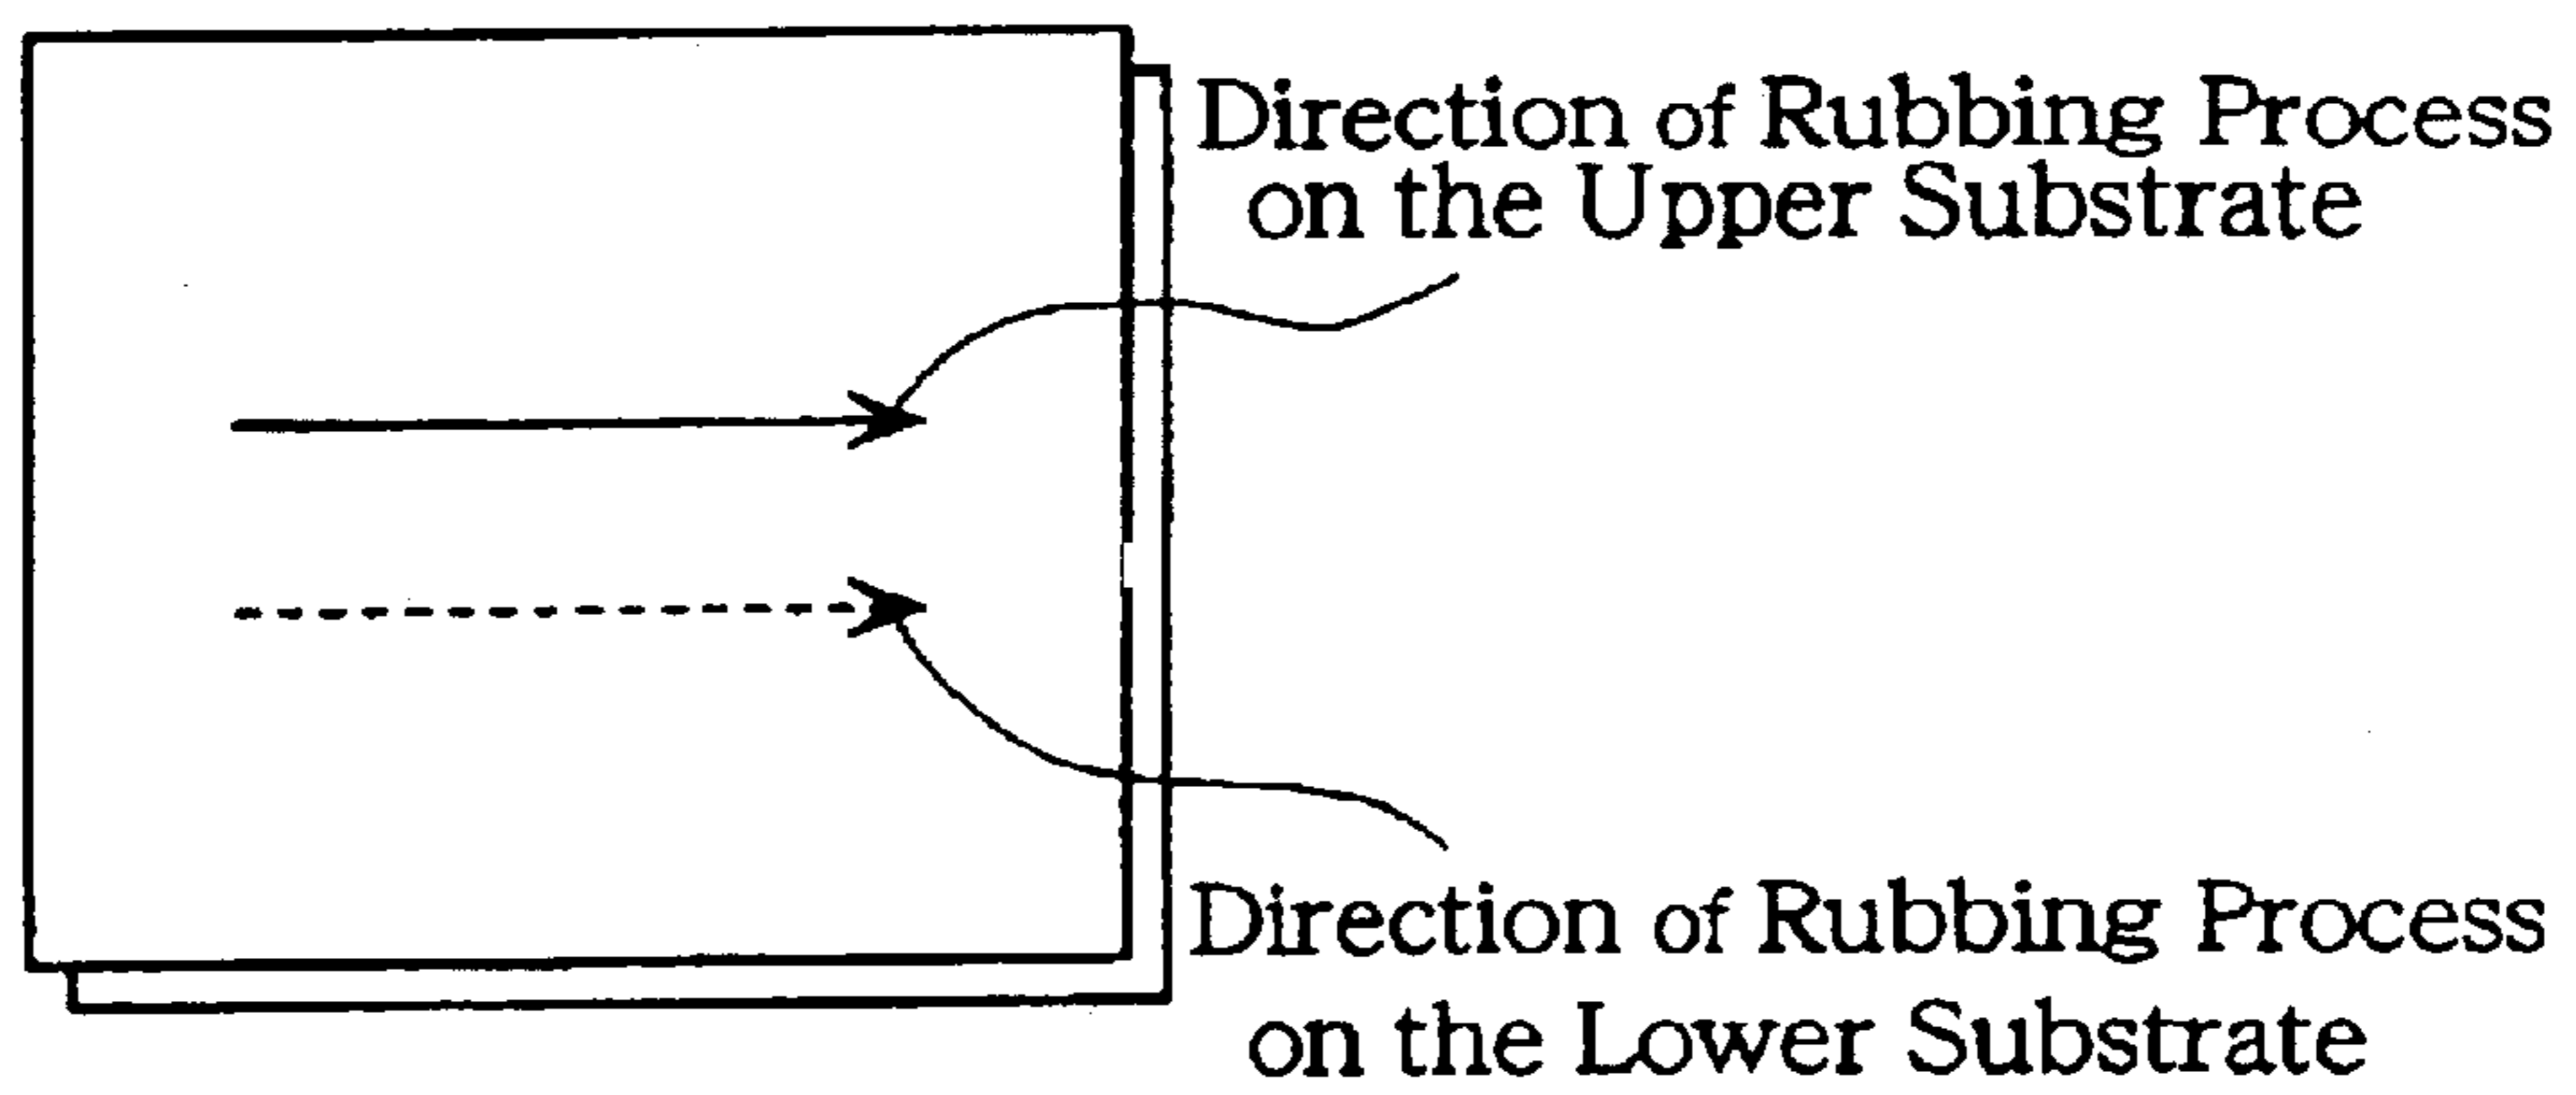 Direction of Rubbing Process
on the Upper Substrate
Direction of Rubbing Process
on the Lower Substrate